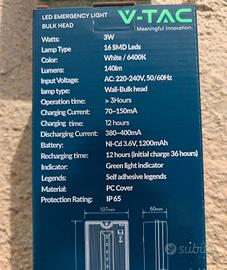 LED EMERGENCY LIGHT
BULK HEAD
V-TAC
Meaningful Innovation.
Watts: 3W
Lamp Type 16 SMD Leds
Color: White / 6400K
Lumens: 140lm
Input Voltage: AC: 220-240V, 50/60Hz
lamp type: Wall-Bulk head
Operation time: > 3Hours
Charging Current: 70-150mA
Charging Time: 12 hours
Discharging Current: 380-400mA
Battery: Ni-Cd 3.6V, 1200mAh
Recharging time: 12 hours (initial charge 36 hours)
Indicator: Green light indicator
Legends: Self adhesive legends
Material: PC Cover
Protection Rating: IP 65
107mm
60mm
subito